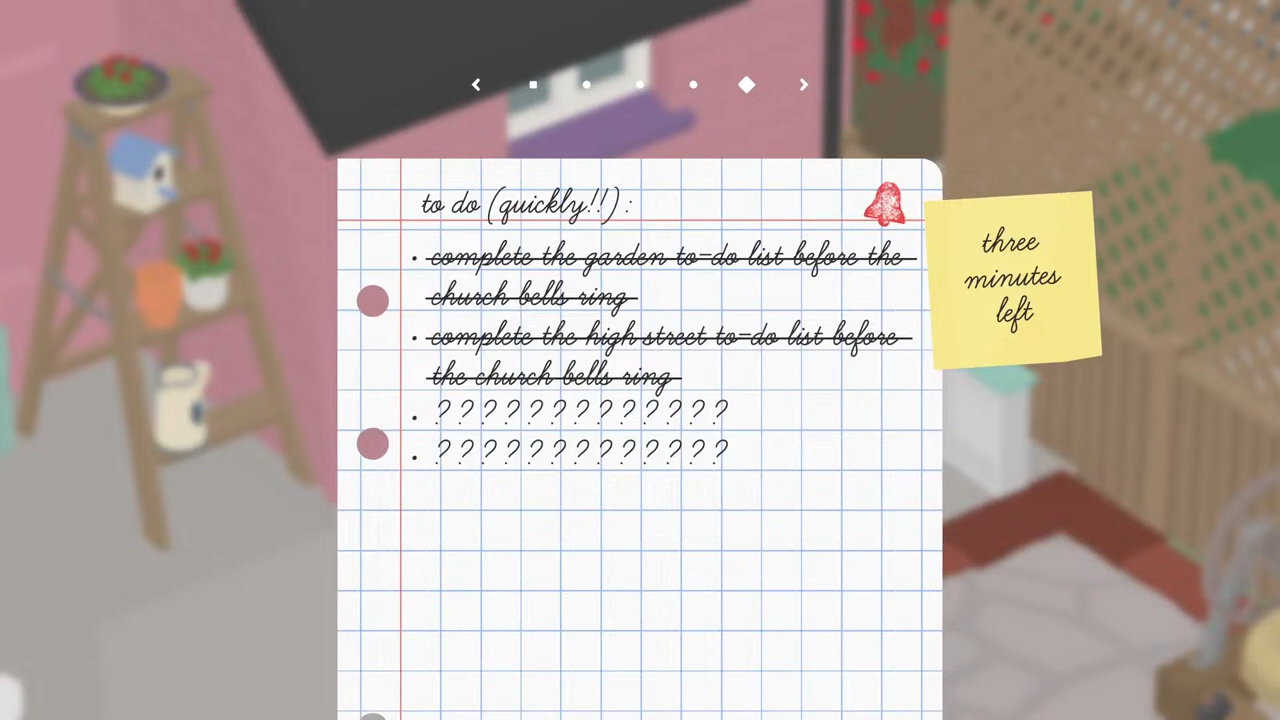 to do (quickly!!) :
• complete the garden to-do list before the
church bells ring
• complete the high street to-do list before
the church bells ring
• ? ? ? ? ? ? ? ? ? ? ? ? ?
• ? ? ? ? ? ? ? ? ? ? ? ? ?
three
minutes
left